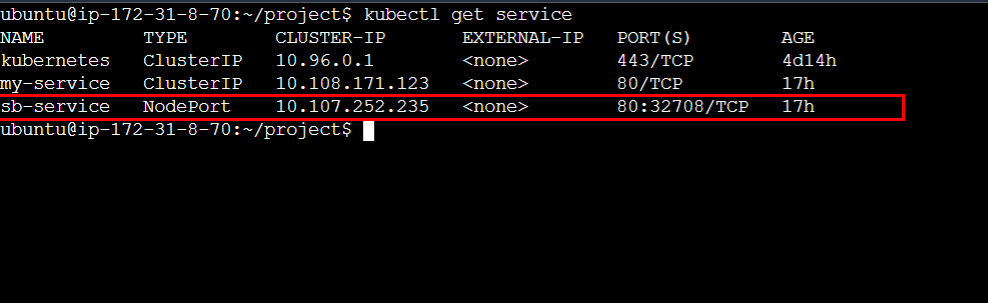 ubuntu@ip-172-31-8-70:~/project$ kubectl get service
NAME TYPE CLUSTER-IP EXTERNAL-IP PORT(S) AGE
kubernetes ClusterIP 10.96.0.1 <none> 443/TCP 4d14h
my-service ClusterIP 10.108.171.123 <none> 80/TCP 17h
sb-service NodePort 10.107.252.235 <none> 80:32708/TCP 17h
ubuntu@ip-172-31-8-70:~/project$